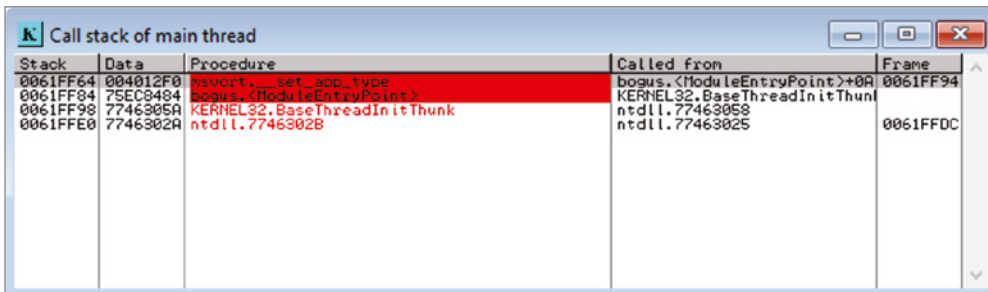 K Call stack of main thread
Stack Data Procedure Called from Frame
0061FF64 004012F0 msvcrt.__set_app_type bogus.<ModuleEntryPoint>+0A 0061FF94
0061FF84 75EC8484 bogus.<ModuleEntryPoint> KERNEL32.BaseThreadInitThunk
0061FF98 7746305A KERNEL32.BaseThreadInitThunk ntdll.77463058
0061FFE0 7746302A ntdll.7746302B ntdll.77463025 0061FFDC